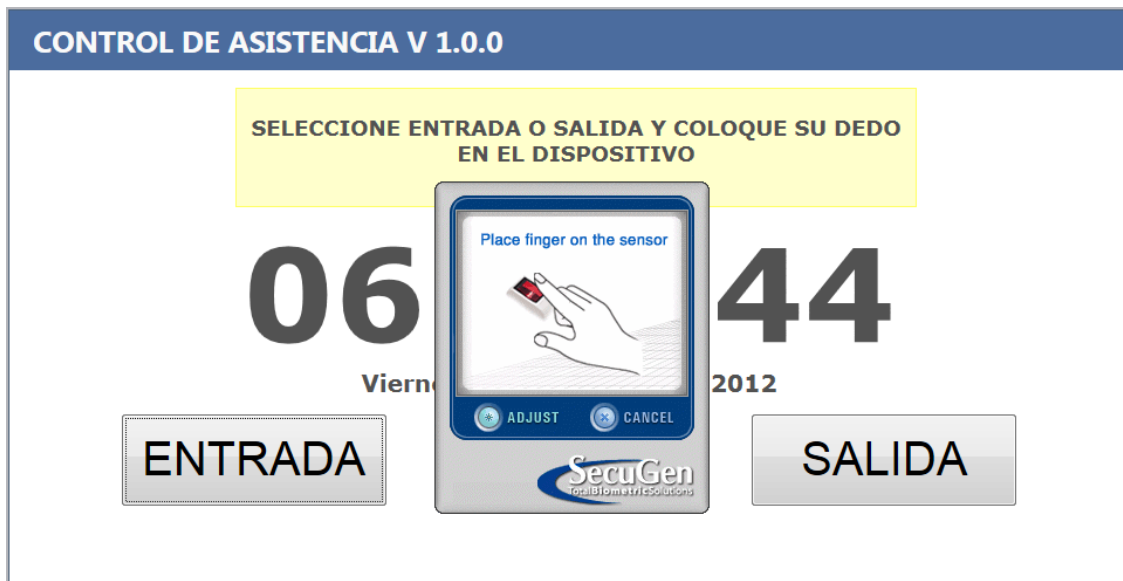 CONTROL DE ASISTENCIA V 1.0.0
SELECCIONE ENTRADA O SALIDA Y COLOQUE SU DEDO
EN EL DISPOSITIVO
Place finger on the sensor
06 44
2012
ADJUST CANCEL
ENTRADA SALIDA
SecuGen
TotalBiometricSolutions